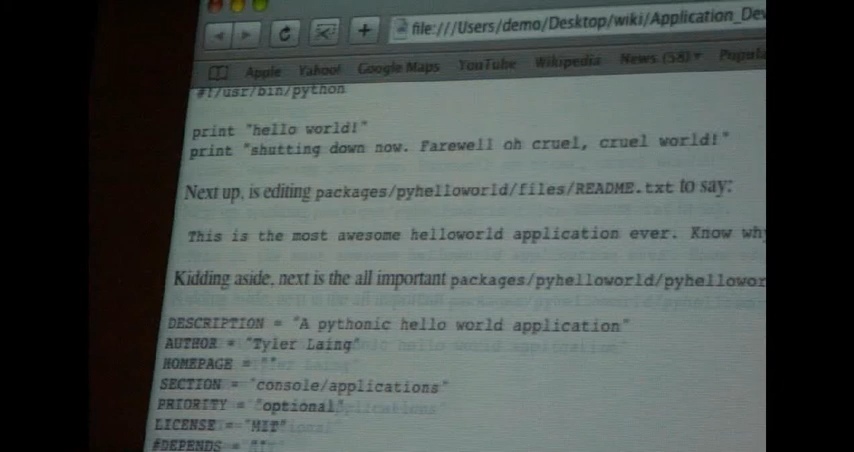 file:///Users/demo/Desktop/wiki/Application_Dev
Apple Yahoo! Google Maps YouTube Wikipedia News (58) Popula
#!/usr/bin/python
print "hello world!"
print "shutting down now. Farewell oh cruel, cruel world!"
Next up, is editing packages/pyhelloworld/files/README.txt to say:
This is the most awesome helloworld application ever. Know why
Kidding aside, next is the all important packages/pyhelloworld/pyhellowor
DESCRIPTION = "A pythonic hello world application"
AUTHOR = "Tyler Laing"
HOMEPAGE = ""
SECTION = "console/applications"
PRIORITY = "optional"
LICENSE = "MIT"
#DEPENDS = ""